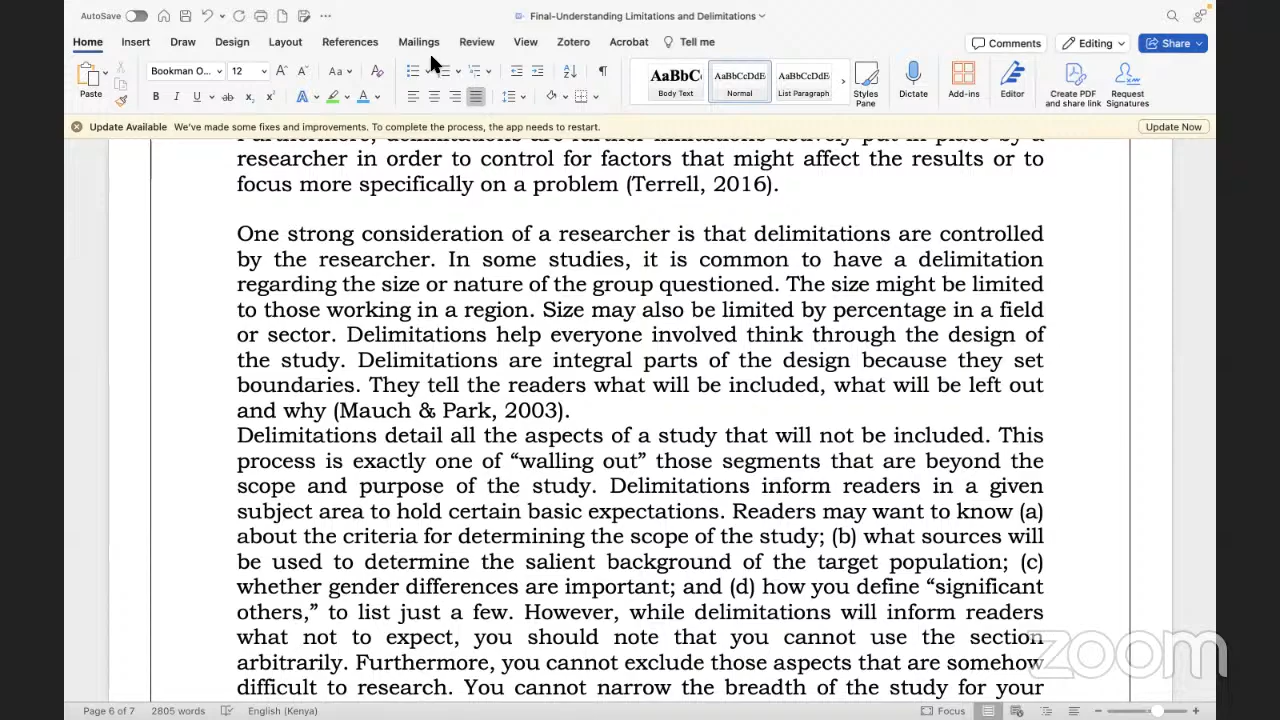 AutoSave
Final-Understanding Limitations and Delimitations
Home Insert Draw Design Layout References Mailings Review View Zotero Acrobat Tell me Comments Editing Share
Paste Bookman O... 12 Aa AaBbC AaBbCcDdE AaBbCcDdE Styles Pane Dictate Add-ins Editor Create PDF and share link Request Signatures
B I U ab x₂ x² A A Body Text Normal List Paragraph
Update Available We've made some fixes and improvements. To complete the process, the app needs to restart. Update Now
researcher in order to control for factors that might affect the results or to
focus more specifically on a problem (Terrell, 2016).
One strong consideration of a researcher is that delimitations are controlled
by the researcher. In some studies, it is common to have a delimitation
regarding the size or nature of the group questioned. The size might be limited
to those working in a region. Size may also be limited by percentage in a field
or sector. Delimitations help everyone involved think through the design of
the study. Delimitations are integral parts of the design because they set
boundaries. They tell the readers what will be included, what will be left out
and why (Mauch & Park, 2003).
Delimitations detail all the aspects of a study that will not be included. This
process is exactly one of “walling out” those segments that are beyond the
scope and purpose of the study. Delimitations inform readers in a given
subject area to hold certain basic expectations. Readers may want to know (a)
about the criteria for determining the scope of the study; (b) what sources will
be used to determine the salient background of the target population; (c)
whether gender differences are important; and (d) how you define “significant
others,” to list just a few. However, while delimitations will inform readers
what not to expect, you should note that you cannot use the section
arbitrarily. Furthermore, you cannot exclude those aspects that are somehow
difficult to research. You cannot narrow the breadth of the study for your
zoom
Page 6 of 7 2805 words English (Kenya) Focus